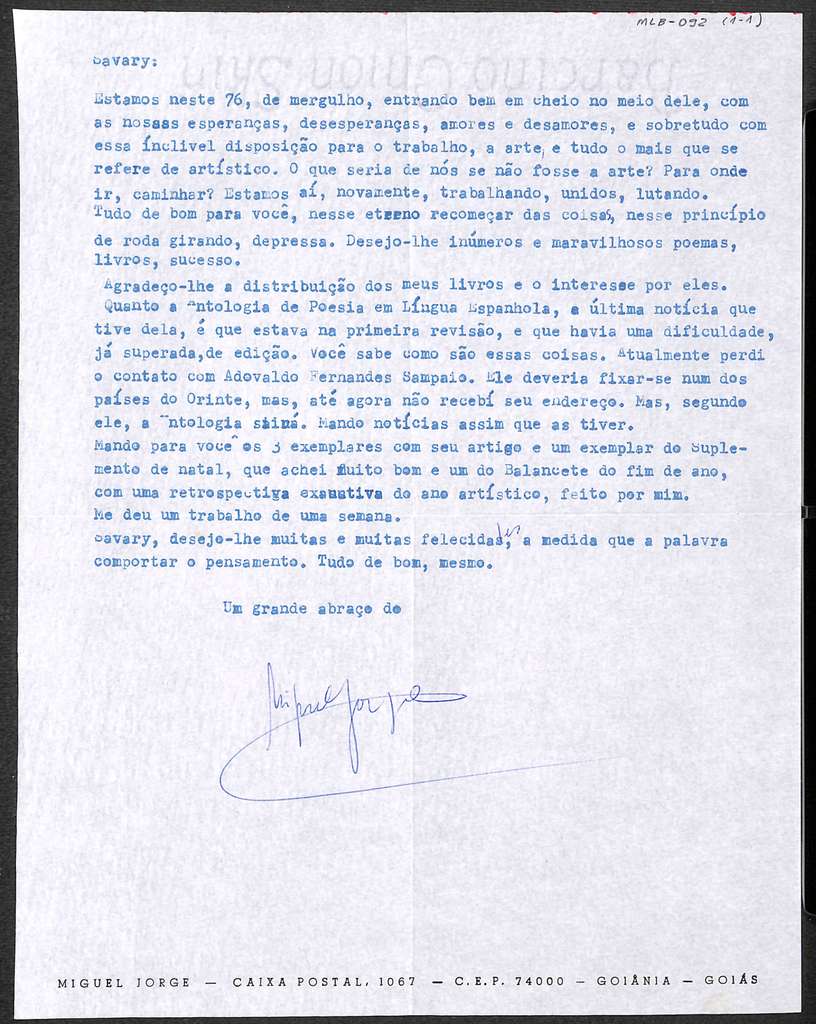 MLB-092 (1-1)
Savary:
Estamos neste 76, de mergulho, entrando bem em cheio no meio dele, com
as nossas esperanças, desesperanças, amores e desamores, e sobretudo com
essa ínclivel disposição para o trabalho, a arte, e tudo o mais que se
refere de artístico. O que seria de nós se não fosse a arte? Para onde
ir, caminhar? Estamos aí, novamente, trabalhando, unidos, lutando.
Tudo de bom para você, nesse eterno recomeçar das coisas, nesse princípio
de roda girando, depressa. Desejo-lhe inúmeros e maravilhosos poemas,
livros, sucesso.
Agradeço-lhe a distribuição dos meus livros e o interesse por eles.
Quanto a Antologia de Poesia em Língua Espanhola, a última notícia que
tive dela, é que estava na primeira revisão, e que havia uma dificuldade,
já superada,de edição. Você sabe como são essas coisas. Atualmente perdi
o contato com Adovaldo Fernandes Sampaio. Ele deveria fixar-se num dos
países do Orinte, mas, até agora não recebí seu endereço. Mas, segundo
ele, a Antologia sairá. Mando notícias assim que as tiver.
Mando para você os 3 exemplares com seu artigo e um exemplar do Suple-
mento de natal, que achei muito bom e um do Balancete do fim de ano,
com uma retrospectiva exaustiva do ano artístico, feito por mim.
Me deu um trabalho de uma semana.
Savary, desejo-lhe muitas e muitas felecidades, a medida que a palavra
comportar o pensamento. Tudo de bom, mesmo.
Um grande abraço do
Miguel Jorge
MIGUEL JORGE — CAIXA POSTAL, 1067 — C.E.P. 74000 — GOIÂNIA — GOIÁS